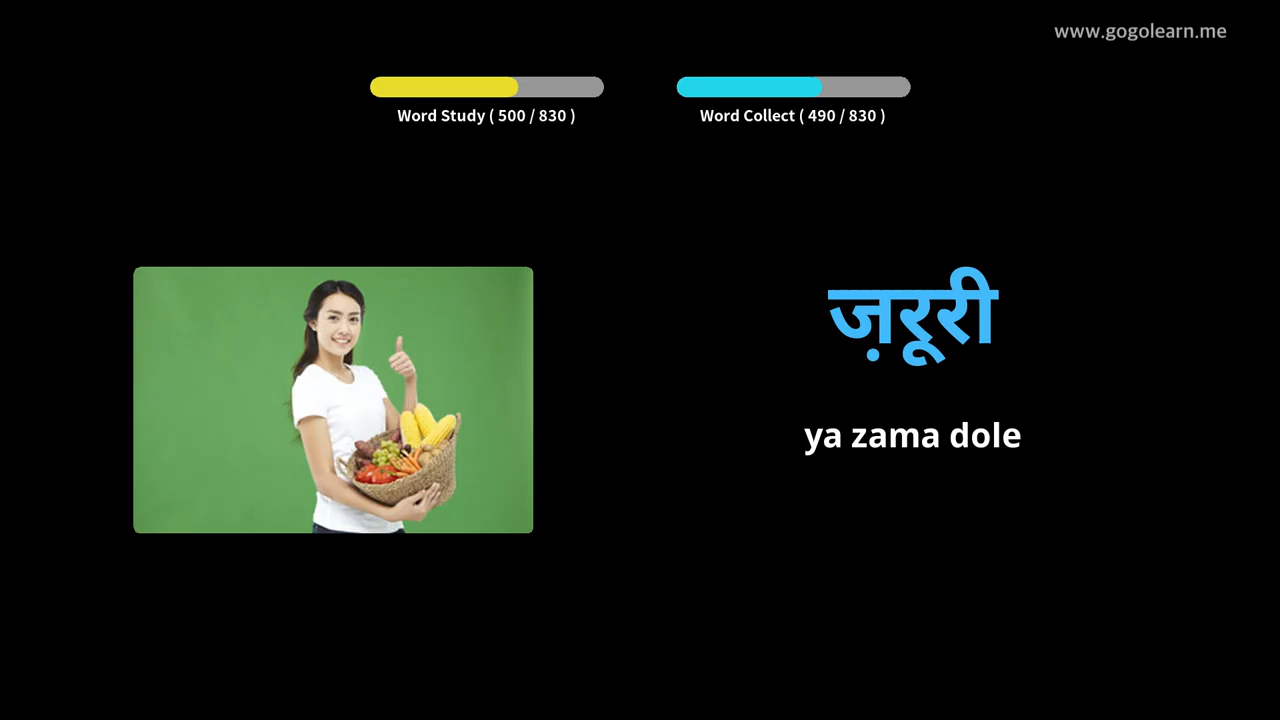 www.gogolearn.me
Word Study ( 500 / 830 )
Word Collect ( 490 / 830 )
ज़रूरी
ya zama dole